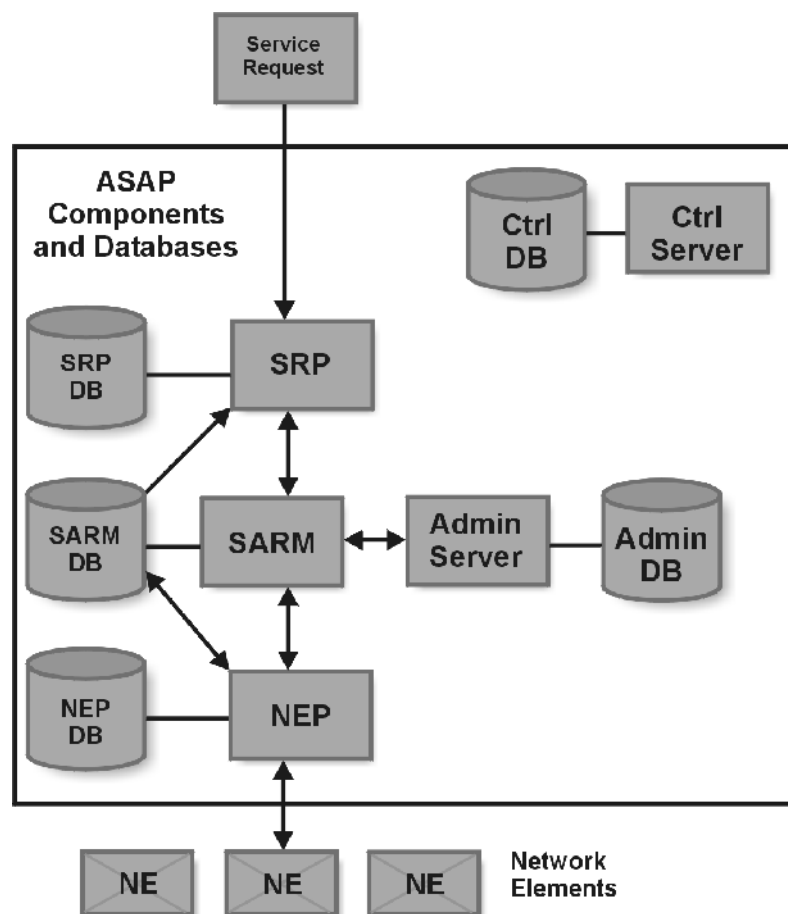 Service
Request
ASAP
Components
and Databases
Ctrl
DB
Ctrl
Server
SRP
DB
SRP
SARM
DB
SARM
Admin
Server
Admin
DB
NEP
DB
NEP
NE
NE
NE
Network
Elements